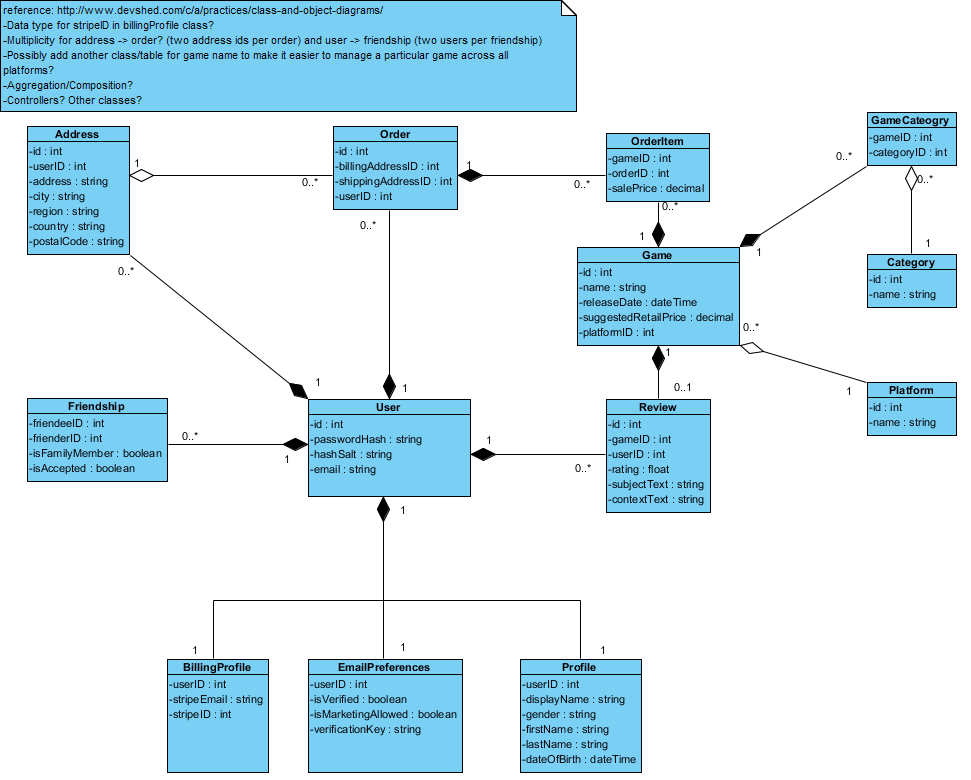 reference: http://www.devshed.com/c/a/practices/class-and-object-diagrams/
-Data type for stripeID in billingProfile class?
-Multiplicity for address -> order? (two address ids per order) and user -> friendship (two users per friendship)
-Possibly add another class/table for game name to make it easier to manage a particular game across all
platforms?
-Aggregation/Composition?
-Controllers? Other classes?
Address
-id : int
-userID : int
-address : string
-city : string
-region : string
-country : string
-postalCode : string
1
0..*
Order
-id : int
-billingAddressID : int
-shippingAddressID : int
-userID : int
1
0..*
OrderItem
-gameID : int
-orderID : int
-salePrice : decimal
0..*
1
GameCateogry
-gameID : int
-categoryID : int
0..*
1
0..*
1
Category
-id : int
-name : string
Game
-id : int
-name : string
-releaseDate : dateTime
-suggestedRetailPrice : decimal
-platformID : int
0..*
1
Platform
-id : int
-name : string
1
0..1
0..*
1
0..*
1
Friendship
-friendeeID : int
-frienderID : int
-isFamilyMember : boolean
-isAccepted : boolean
0..*
1
User
-id : int
-passwordHash : string
-hashSalt : string
-email : string
1
0..*
Review
-id : int
-gameID : int
-userID : int
-rating : float
-subjectText : string
-contextText : string
1
1
1
1
BillingProfile
-userID : int
-stripeEmail : string
-stripeID : int
EmailPreferences
-userID : int
-isVerified : boolean
-isMarketingAllowed : boolean
-verificationKey : string
Profile
-userID : int
-displayName : string
-gender : string
-firstName : string
-lastName : string
-dateOfBirth : dateTime